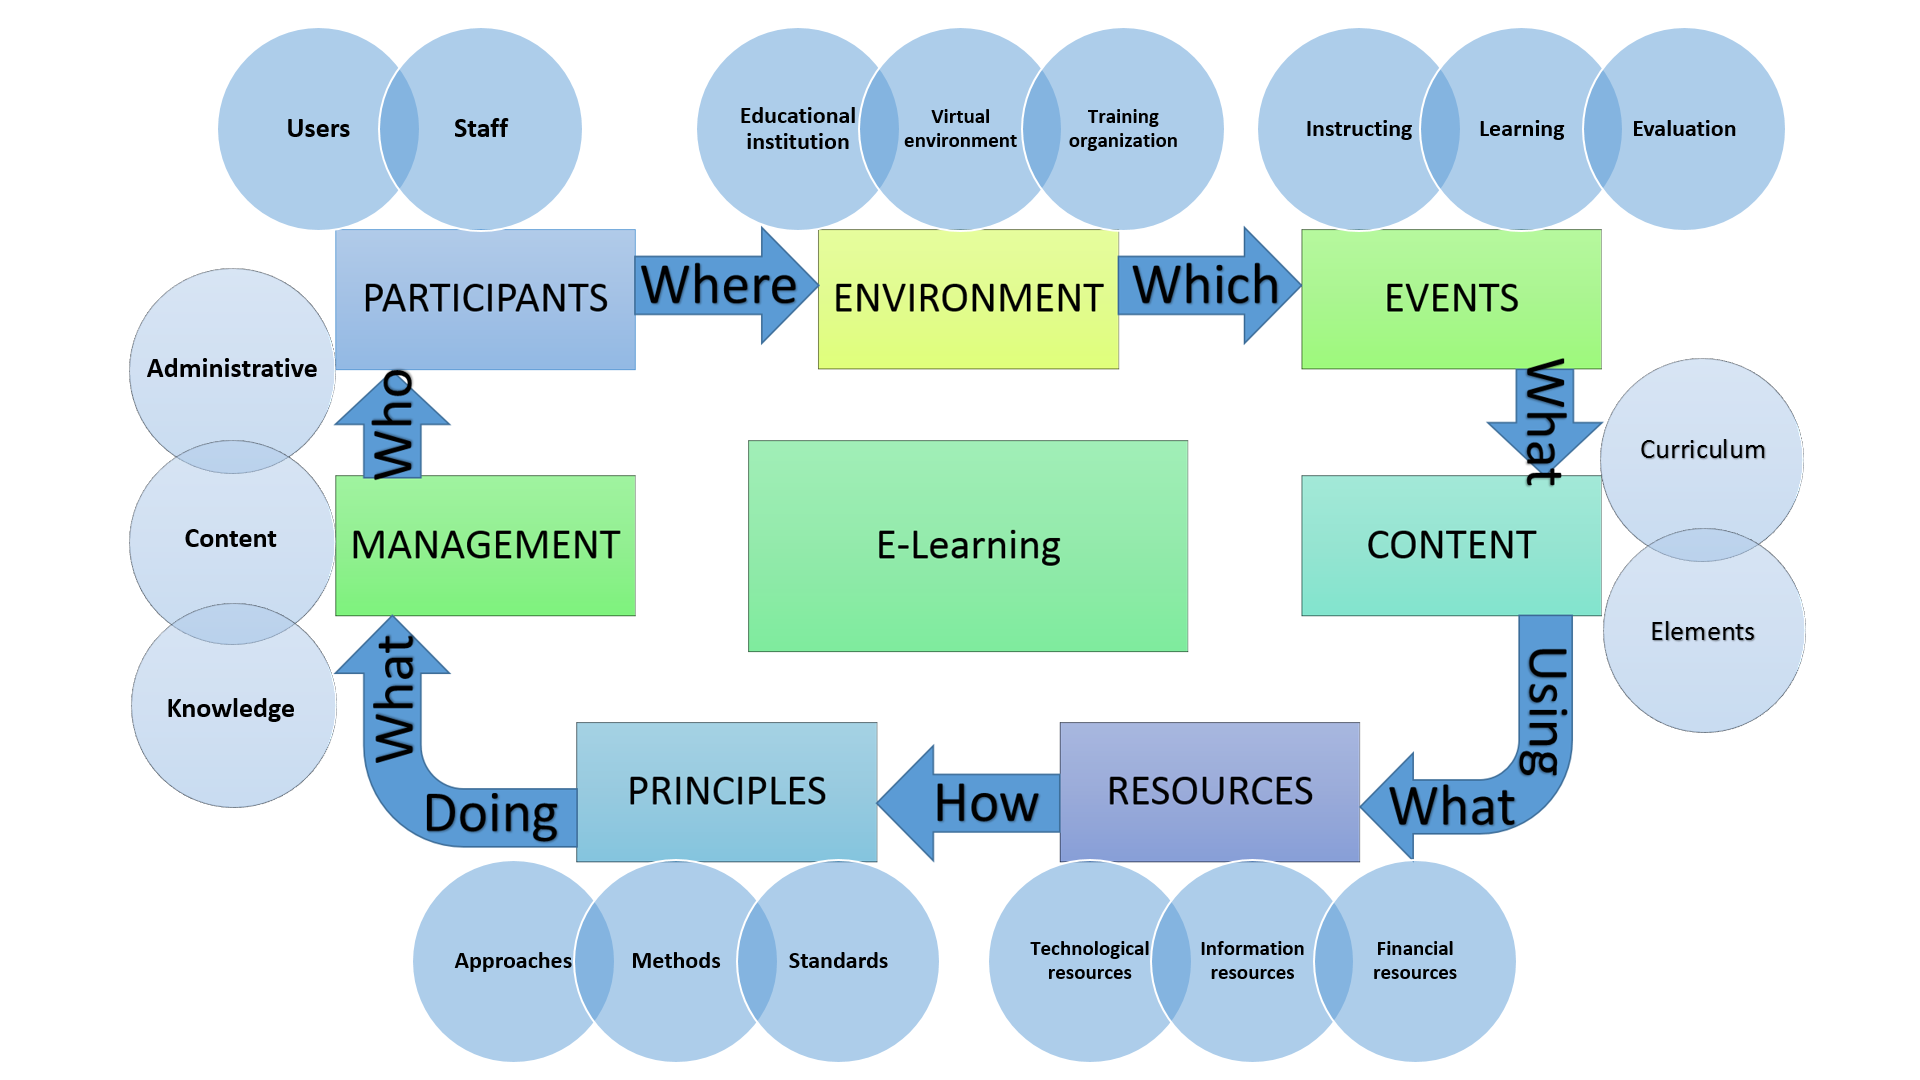 Users
Staff
Educational
institution
Virtual
environment
Training
organization
Instructing
Learning
Evaluation
PARTICIPANTS
Where
ENVIRONMENT
Which
EVENTS
Administrative
Who
What
Curriculum
Content
MANAGEMENT
E-Learning
CONTENT
Elements
Knowledge
What
Using
Doing
PRINCIPLES
How
RESOURCES
What
Approaches
Methods
Standards
Technological
resources
Information
resources
Financial
resources